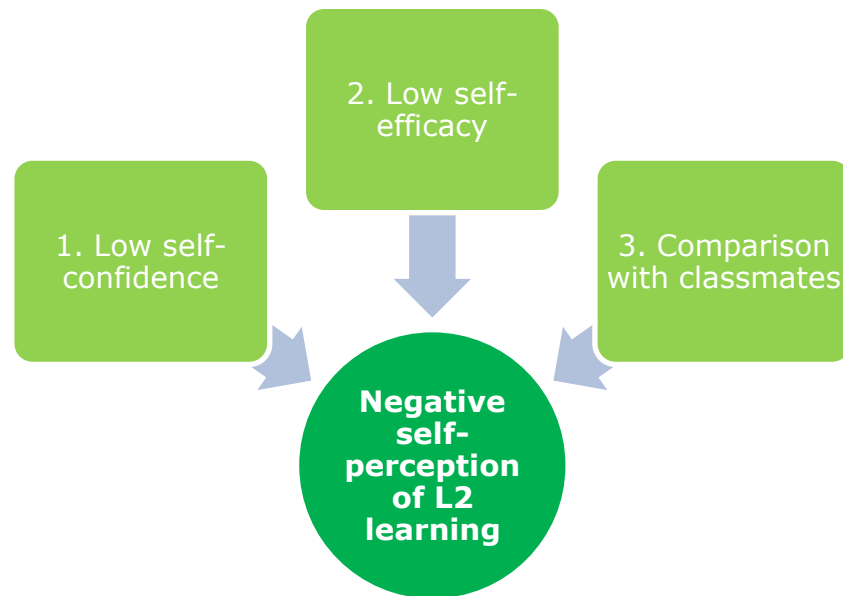 1. Low self-
confidence
2. Low self-
efficacy
3. Comparison
with classmates
Negative
self-
perception
of L2
learning